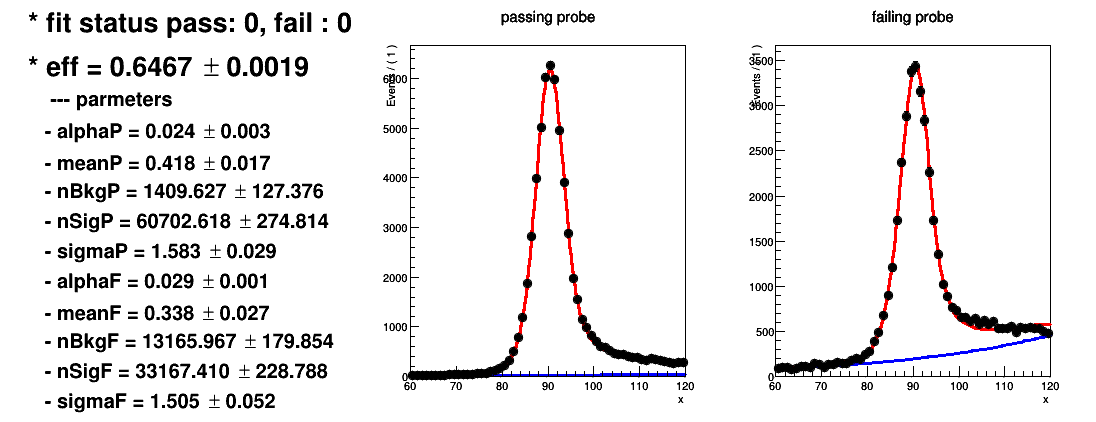 * fit status pass: 0, fail : 0
* eff = 0.6467 ± 0.0019
--- parmeters
- alphaP = 0.024 ± 0.003
- meanP = 0.418 ± 0.017
- nBkgP = 1409.627 ± 127.376
- nSigP = 60702.618 ± 274.814
- sigmaP = 1.583 ± 0.029
- alphaF = 0.029 ± 0.001
- meanF = 0.338 ± 0.027
- nBkgF = 13165.967 ± 179.854
- nSigF = 33167.410 ± 228.788
- sigmaF = 1.505 ± 0.052
passing probe
Events / ( 1 )
6000
5000
4000
3000
2000
1000
0
60 70 80 90 100 110 120
x
failing probe
Events / ( 1 )
3500
3000
2500
2000
1500
1000
500
0
60 70 80 90 100 110 120
x